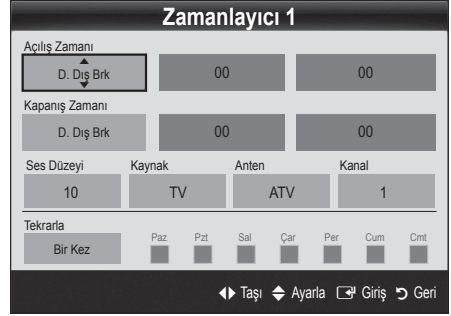 Zamanlayıcı 1
Açılış Zamanı
D. Dış Brk 00 00
Kapanış Zamanı
D. Dış Brk 00 00
Ses Düzeyi Kaynak Anten Kanal
10 TV ATV 1
Tekrarla
Bir Kez Paz Pzt Sal Çar Per Cum Cmt
Taşı Ayarla Giriş Geri